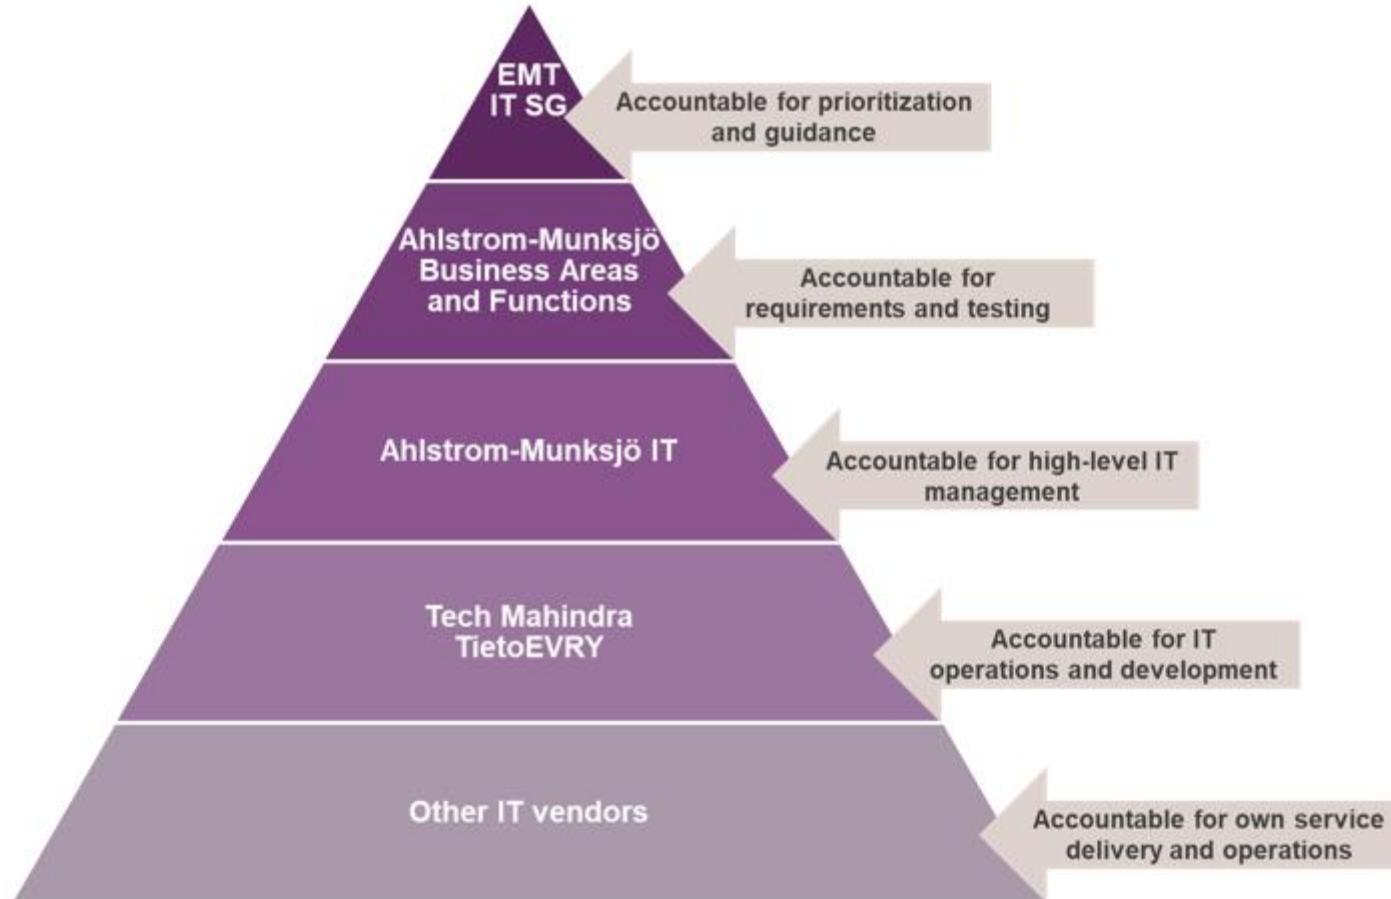 EMT
IT SG
Accountable for prioritization
and guidance
Ahlstrom-Munksjö
Business Areas
and Functions
Accountable for
requirements and testing
Ahlstrom-Munksjö IT
Accountable for high-level IT
management
Tech Mahindra
TietoEVRY
Accountable for IT
operations and development
Other IT vendors
Accountable for own service
delivery and operations